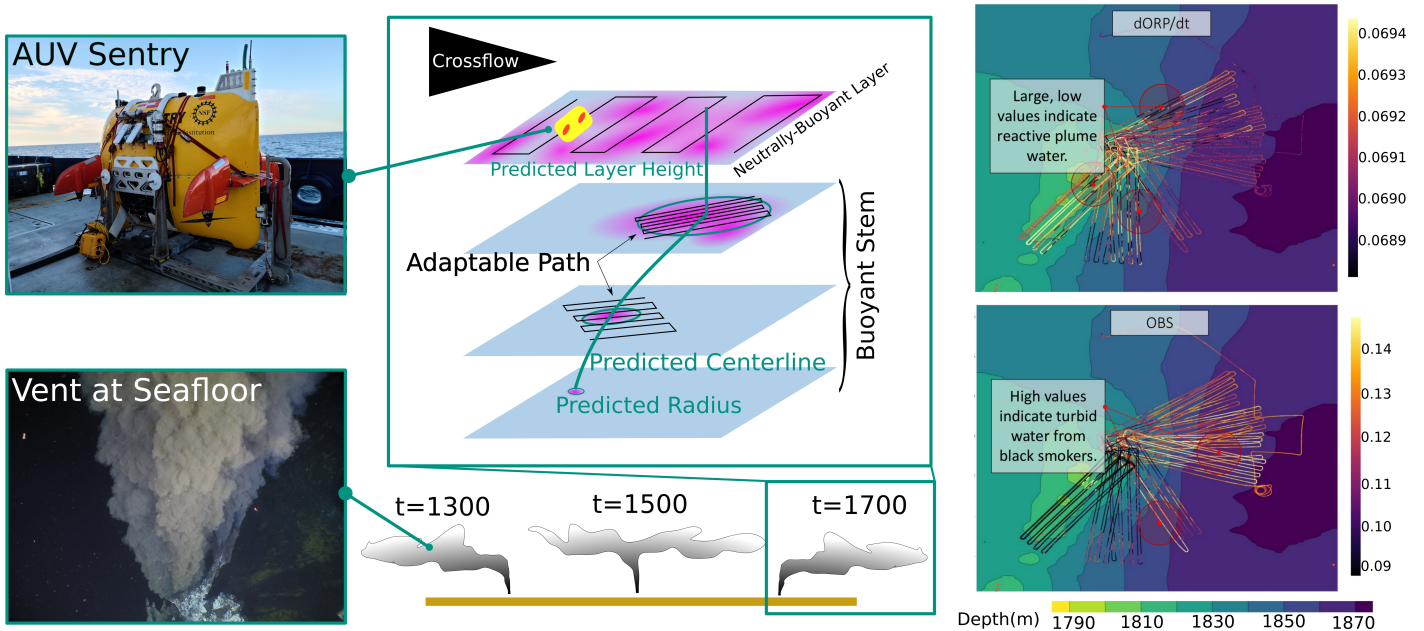 AUV Sentry
NSF
Vent at Seafloor
Crossflow
Neutrally-Buoyant Layer
Predicted Layer Height
Adaptable Path
Buoyant Stem
Predicted Centerline
Predicted Radius
t=1300
t=1500
t=1700
dORP/dt
Large, low
values indicate
reactive plume
water.
0.0694
0.0693
0.0692
0.0691
0.0690
0.0689
OBS
High values
indicate turbid
water from
black smokers.
0.14
0.13
0.12
0.11
0.10
0.09
Depth(m)
1790
1810
1830
1850
1870